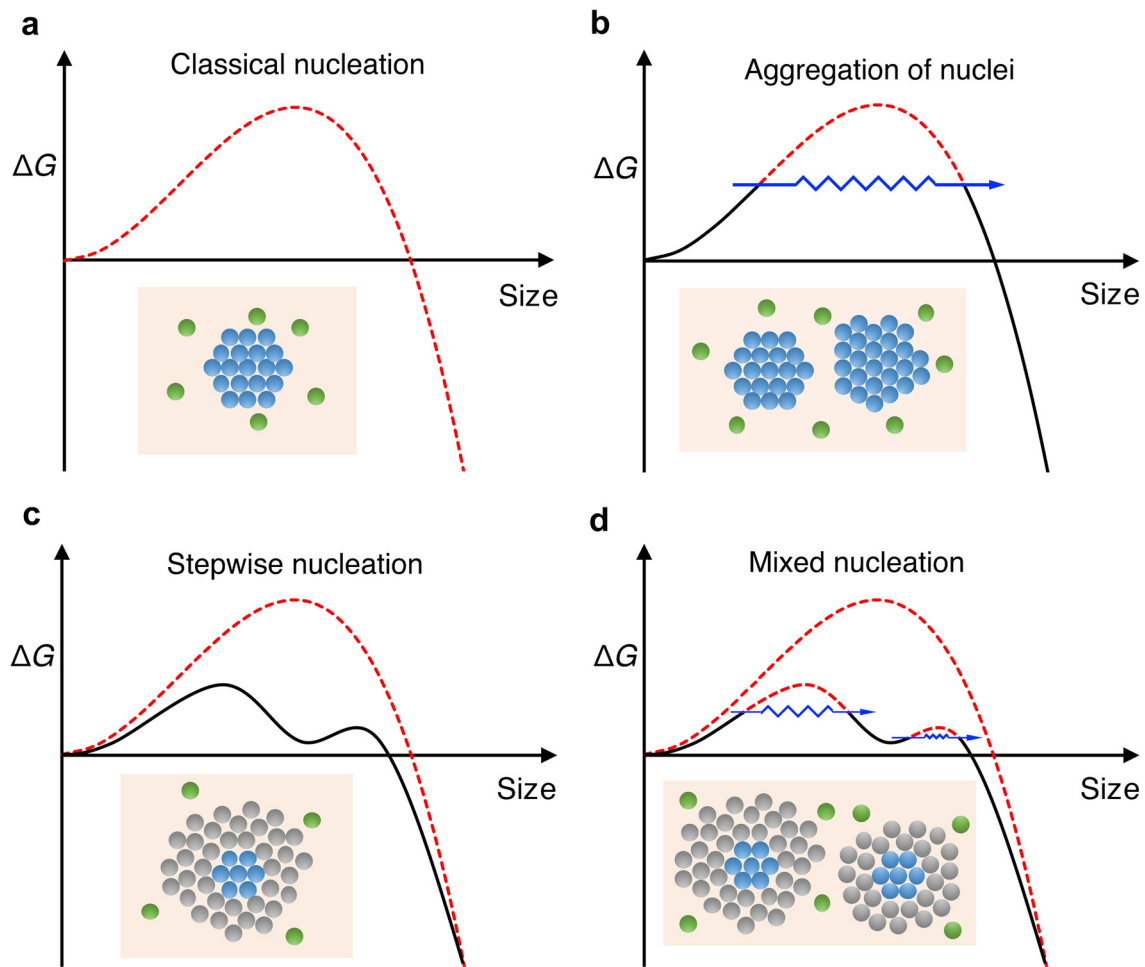 a
Classical nucleation
ΔG
Size
b
Aggregation of nuclei
ΔG
Size
c
Stepwise nucleation
ΔG
Size
d
Mixed nucleation
ΔG
Size